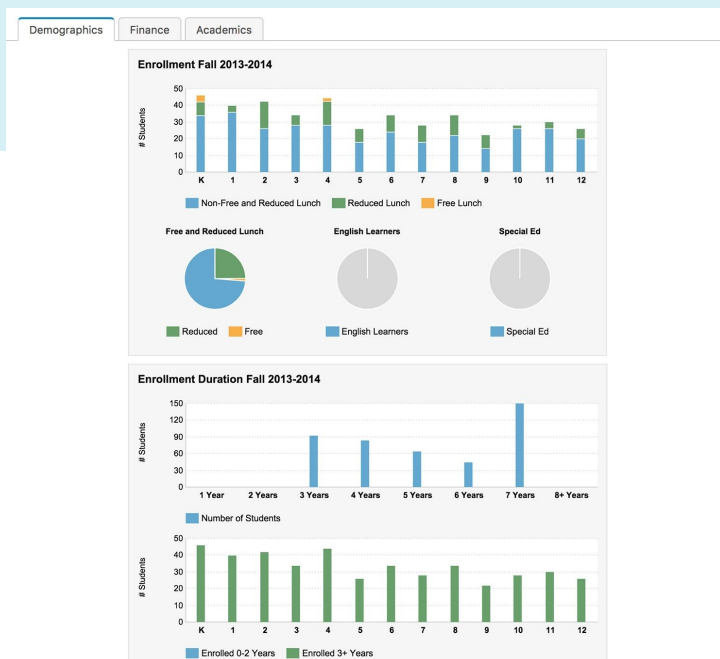 Demographics Finance Academics
Enrollment Fall 2013-2014
50
40
30
20
10
0
# Students
K 1 2 3 4 5 6 7 8 9 10 11 12
Non-Free and Reduced Lunch Reduced Lunch Free Lunch
Free and Reduced Lunch English Learners Special Ed
Reduced Free English Learners Special Ed
Enrollment Duration Fall 2013-2014
150
120
90
60
30
0
# Students
1 Year 2 Years 3 Years 4 Years 5 Years 6 Years 7 Years 8+ Years
Number of Students
50
40
30
20
10
0
# Students
K 1 2 3 4 5 6 7 8 9 10 11 12
Enrolled 0-2 Years Enrolled 3+ Years